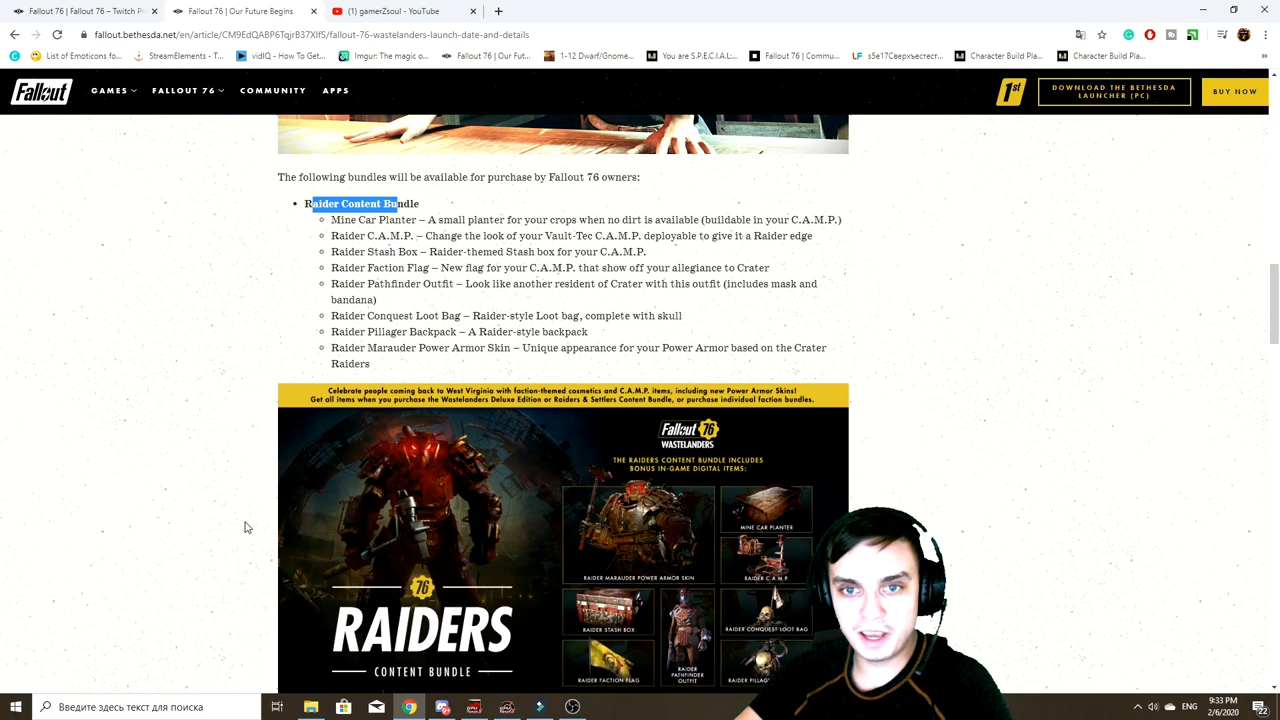 Fallout 76 | Fallout 76 – Twitch P
Fallout 76 | Our Future Begins
(1) gamerZsoul - YouTube
fallout.bethesda.net/en/article/CM9EdQABP6TqjrB37XlfS/fallout-76-wastelanders-launch-date-and-details
List of Emotions fo...
StreamElements - T...
vidIQ - How To Get...
Imgur: The magic o...
Fallout 76 | Our Fut...
1-12 Dwarf/Gnome...
You are S.P.E.C.I.A.L:...
Fallout 76 | Commu...
s5e17Сверхъестест...
Character Build Pla...
Character Build Pla...
Fallout
GAMES
FALLOUT 76
COMMUNITY
APPS
1st
DOWNLOAD THE BETHESDA
LAUNCHER (PC)
BUY NOW
The following bundles will be available for purchase by Fallout 76 owners:
• Raider Content Bundle
Mine Car Planter – A small planter for your crops when no dirt is available (buildable in your C.A.M.P.)
Raider C.A.M.P. – Change the look of your Vault-Tec C.A.M.P. deployable to give it a Raider edge
Raider Stash Box – Raider-themed Stash box for your C.A.M.P.
Raider Faction Flag – New flag for your C.A.M.P. that show off your allegiance to Crater
Raider Pathfinder Outfit – Look like another resident of Crater with this outfit (includes mask and
bandana)
Raider Conquest Loot Bag – Raider-style Loot bag, complete with skull
Raider Pillager Backpack – A Raider-style backpack
Raider Marauder Power Armor Skin – Unique appearance for your Power Armor based on the Crater
Raiders
Celebrate people coming back to West Virginia with faction-themed cosmetics and C.A.M.P. items, including new Power Armor Skins!
Get all items when you purchase the Wastelanders Deluxe Edition or Raiders & Settlers Content Bundle, or purchase individual faction bundles.
Fallout 76
WASTELANDERS
THE RAIDERS CONTENT BUNDLE INCLUDES
BONUS IN-GAME DIGITAL ITEMS:
RAIDER MARAUDER POWER ARMOR SKIN
MINE CAR PLANTER
RAIDER C.A.M.P
RAIDER STASH BOX
RAIDER CONQUEST LOOT BAG
RAIDER FACTION FLAG
RAIDER
PATHFINDER
OUTFIT
RAIDER
76
RAIDERS
CONTENT BUNDLE
Введите здесь текст для поиска
ENG
9:33 PM
2/6/2020
22